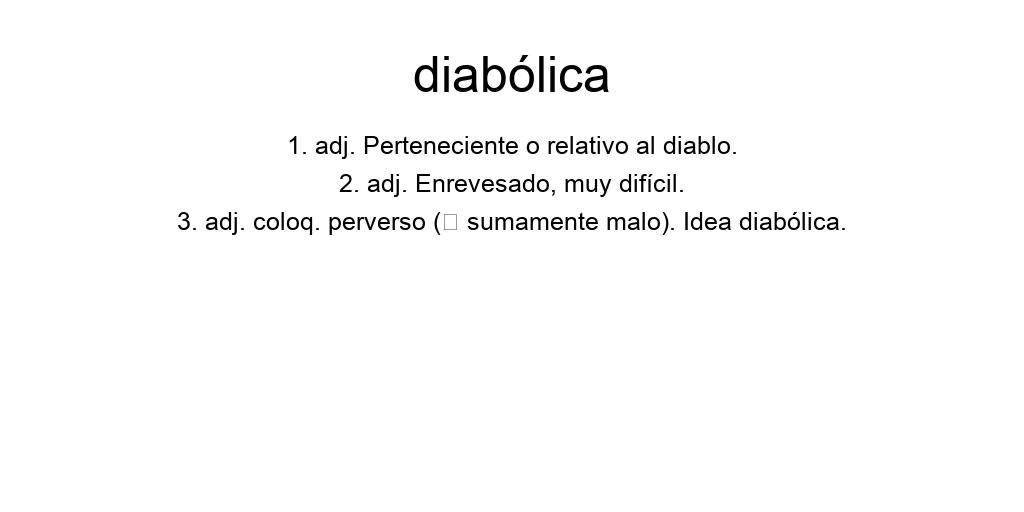 diabólica
1. adj. Perteneciente o relativo al diablo.
2. adj. Enrevesado, muy difícil.
3. adj. coloq. perverso (□ sumamente malo). Idea diabólica.